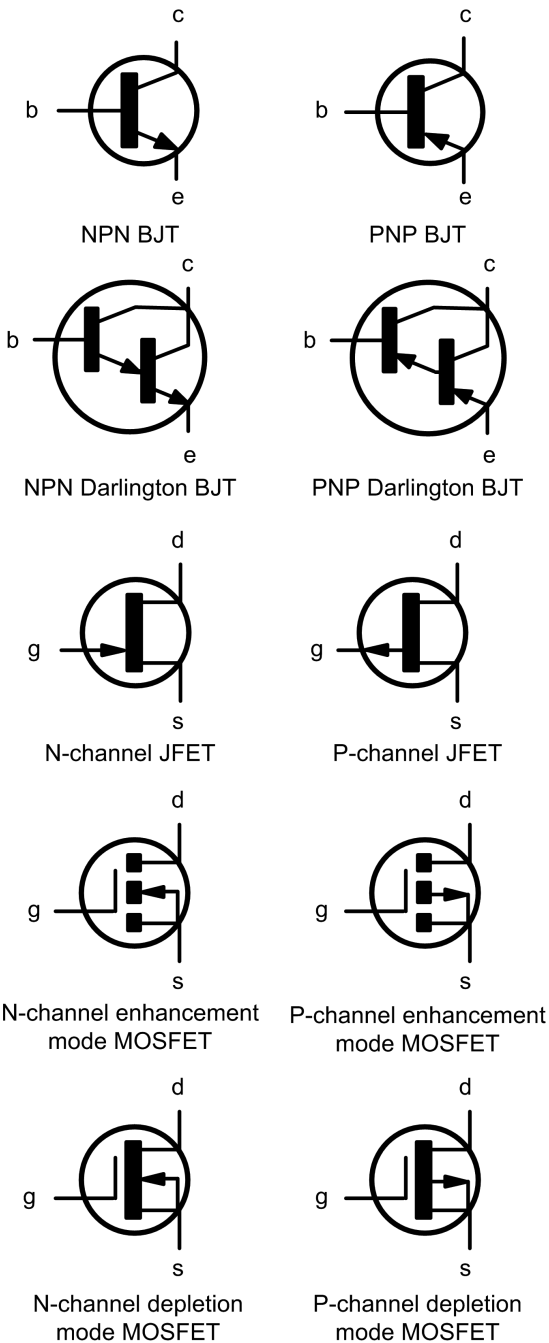 c c
b b
e e
NPN BJT PNP BJT
c c
b b
e e
NPN Darlington BJT PNP Darlington BJT
d d
g g
s s
N-channel JFET P-channel JFET
d d
g g
s s
N-channel enhancement P-channel enhancement
mode MOSFET mode MOSFET
d d
g g
s s
N-channel depletion P-channel depletion
mode MOSFET mode MOSFET